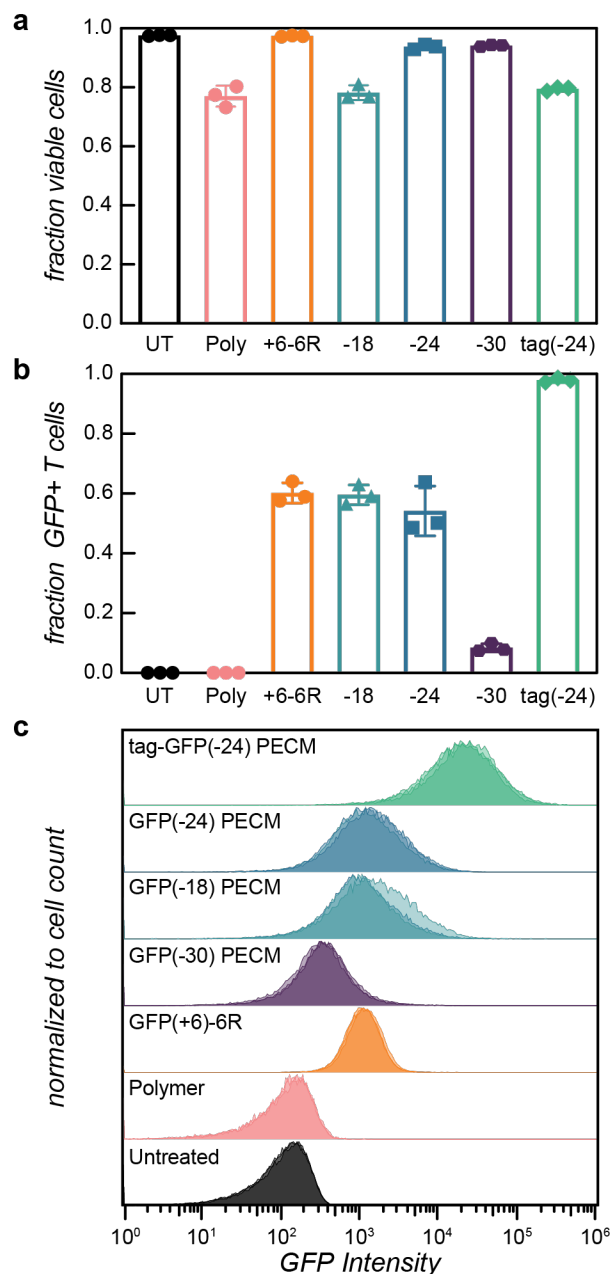 a
fraction viable cells
1.0
0.8
0.6
0.4
0.2
0.0
UT Poly +6-6R -18 -24 -30 tag(-24)
b
fraction GFP+ T cells
1.0
0.8
0.6
0.4
0.2
0.0
UT Poly +6-6R -18 -24 -30 tag(-24)
c
normalized to cell count
tag-GFP(-24) PECM
GFP(-24) PECM
GFP(-18) PECM
GFP(-30) PECM
GFP(+6)-6R
Polymer
Untreated
10⁰ 10¹ 10² 10³ 10⁴ 10⁵ 10⁶
GFP Intensity